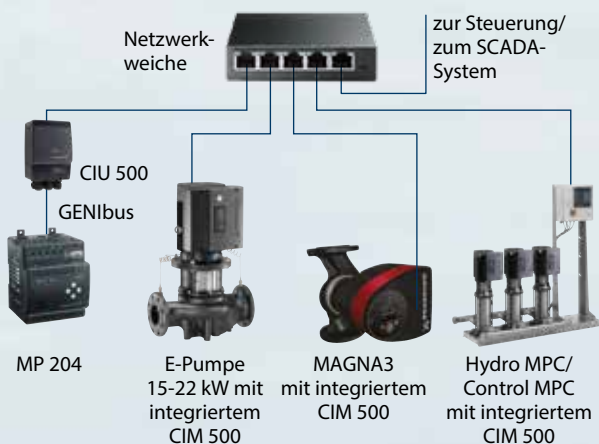 Netzwerk-
weiche
zur Steuerung/
zum SCADA-
System
CIU 500
GENIbus
MP 204
E-Pumpe
15-22 kW mit
integriertem
CIM 500
MAGNA3
mit integriertem
CIM 500
Hydro MPC/
Control MPC
mit integriertem
CIM 500